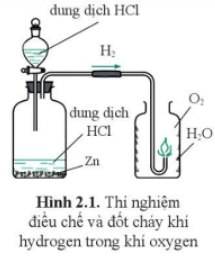 dung dịch HCl
H₂
dung dịch
HCl
Zn
O₂
H₂O
Hình 2.1. Thí nghiệm
điều chế và đốt cháy khí
hydrogen trong khí oxygen